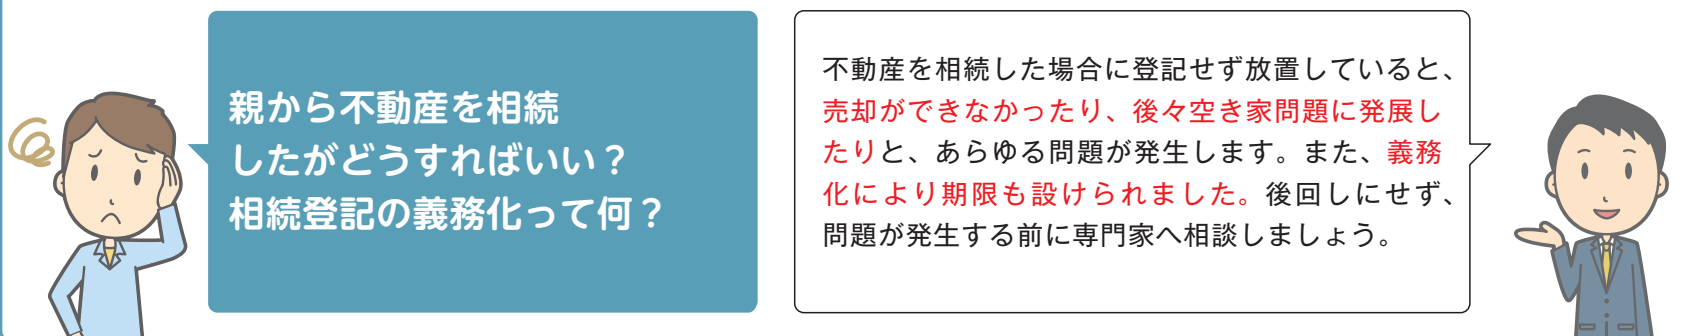 親から不動産を相続
したがどうすればいい？
相続登記の義務化って何？
不動産を相続した場合に登記せず放置していると、
売却ができなかったり、後々空き家問題に発展し
たりと、あらゆる問題が発生します。また、義務
化により期限も設けられました。後回しにせず、
問題が発生する前に専門家へ相談しましょう。